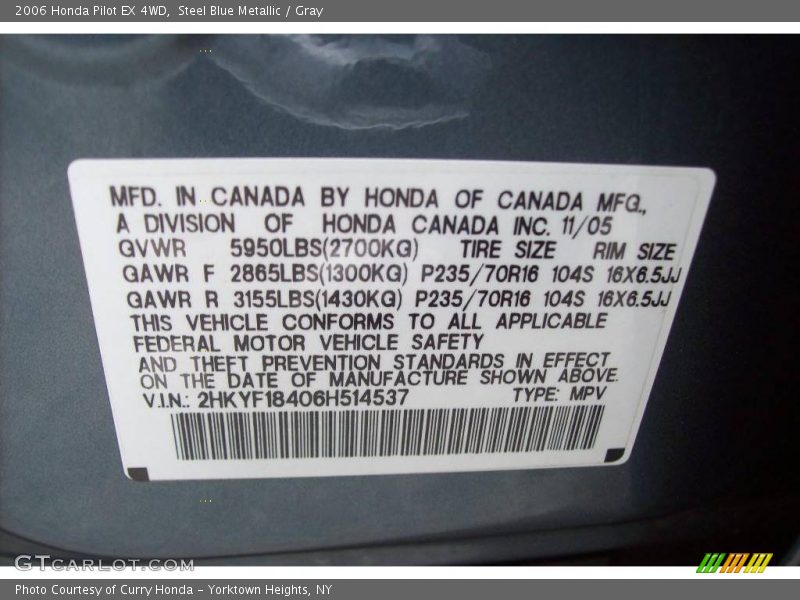 2006 Honda Pilot EX 4WD,  Steel Blue Metallic / Gray
MFD. IN CANADA BY HONDA OF CANADA MFG.,
A DIVISION OF HONDA CANADA INC. 11/05
GVWR 5950LBS(2700KG) TIRE SIZE RIM SIZE
GAWR F 2865LBS(1300KG) P235/70R16 104S 16X6.5JJ
GAWR R 3155LBS(1430KG) P235/70R16 104S 16X6.5JJ
THIS VEHICLE CONFORMS TO ALL APPLICABLE
FEDERAL MOTOR VEHICLE SAFETY
AND THEFT PREVENTION STANDARDS IN EFFECT
ON THE DATE OF MANUFACTURE SHOWN ABOVE.
V.I.N.: 2HKYF18406H514537 TYPE: MPV
GTCARLOT.COM
Photo Courtesy of Curry Honda - Yorktown Heights, NY